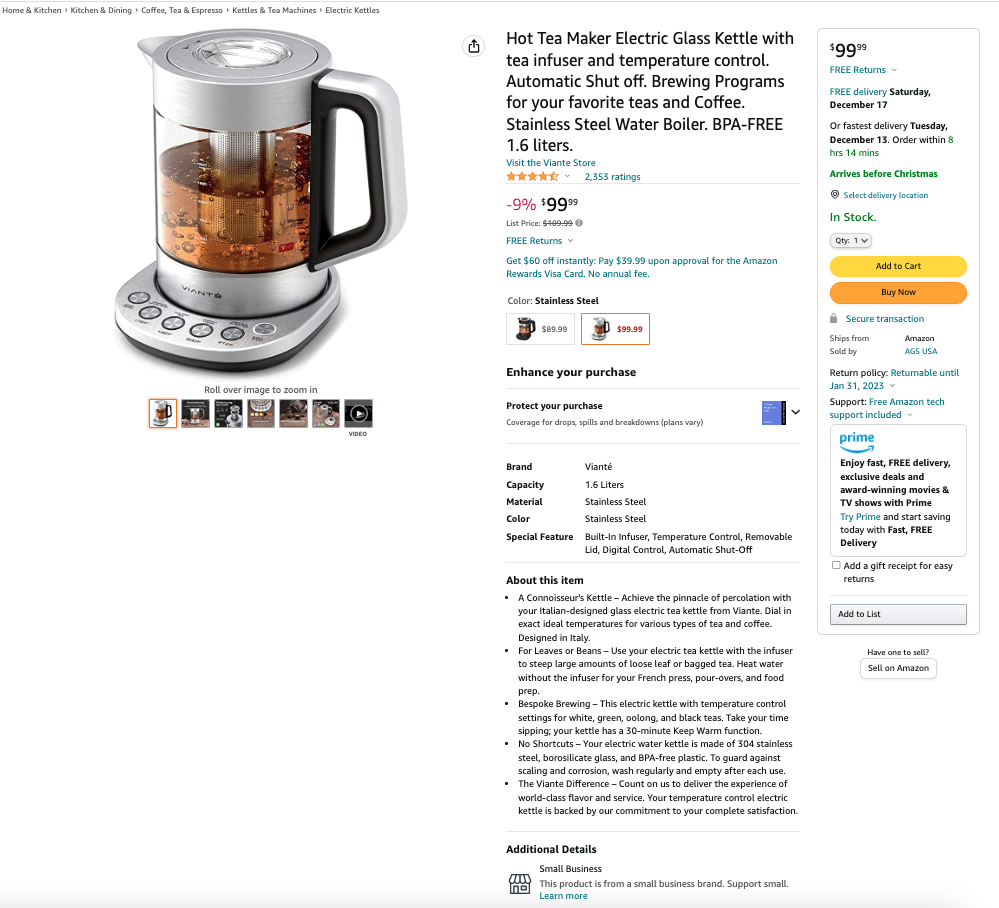 Home & Kitchen › Kitchen & Dining › Coffee, Tea & Espresso › Kettles & Tea Machines › Electric Kettles
VIANTÉ
Roll over image to zoom in
VIDEO
Hot Tea Maker Electric Glass Kettle with
tea infuser and temperature control.
Automatic Shut off. Brewing Programs
for your favorite teas and Coffee.
Stainless Steel Water Boiler. BPA-FREE
1.6 liters.
Visit the Viante Store
2,353 ratings
-9% $99.99
List Price: $109.99
FREE Returns
Get $60 off instantly: Pay $39.99 upon approval for the Amazon
Rewards Visa Card. No annual fee.
Color: Stainless Steel
$89.99
$99.99
Enhance your purchase
Protect your purchase
Coverage for drops, spills and breakdowns (plans vary)
Brand Vianté
Capacity 1.6 Liters
Material Stainless Steel
Color Stainless Steel
Special Feature Built-In Infuser, Temperature Control, Removable
Lid, Digital Control, Automatic Shut-Off
About this item
• A Connoisseur's Kettle – Achieve the pinnacle of percolation with
your Italian-designed glass electric tea kettle from Viante. Dial in
exact ideal temperatures for various types of tea and coffee.
Designed in Italy.
• For Leaves or Beans – Use your electric tea kettle with the infuser
to steep large amounts of loose leaf or bagged tea. Heat water
without the infuser for your French press, pour-overs, and food
prep.
• Bespoke Brewing – This electric kettle with temperature control
settings for white, green, oolong, and black teas. Take your time
sipping; your kettle has a 30-minute Keep Warm function.
• No Shortcuts – Your electric water kettle is made of 304 stainless
steel, borosilicate glass, and BPA-free plastic. To guard against
scaling and corrosion, wash regularly and empty after each use.
• The Viante Difference – Count on us to deliver the experience of
world-class flavor and service. Your temperature control electric
kettle is backed by our commitment to your complete satisfaction.
Additional Details
Small Business
This product is from a small business brand. Support small.
Learn more
$99.99
FREE Returns
FREE delivery Saturday,
December 17
Or fastest delivery Tuesday,
December 13. Order within 8
hrs 14 mins
Arrives before Christmas
Select delivery location
In Stock.
Qty: 1
Add to Cart
Buy Now
Secure transaction
Ships from Amazon
Sold by AGS USA
Return policy: Returnable until
Jan 31, 2023
Support: Free Amazon tech
support included
prime
Enjoy fast, FREE delivery,
exclusive deals and
award-winning movies &
TV shows with Prime
Try Prime and start saving
today with Fast, FREE
Delivery
Add a gift receipt for easy
returns
Add to List
Have one to sell?
Sell on Amazon